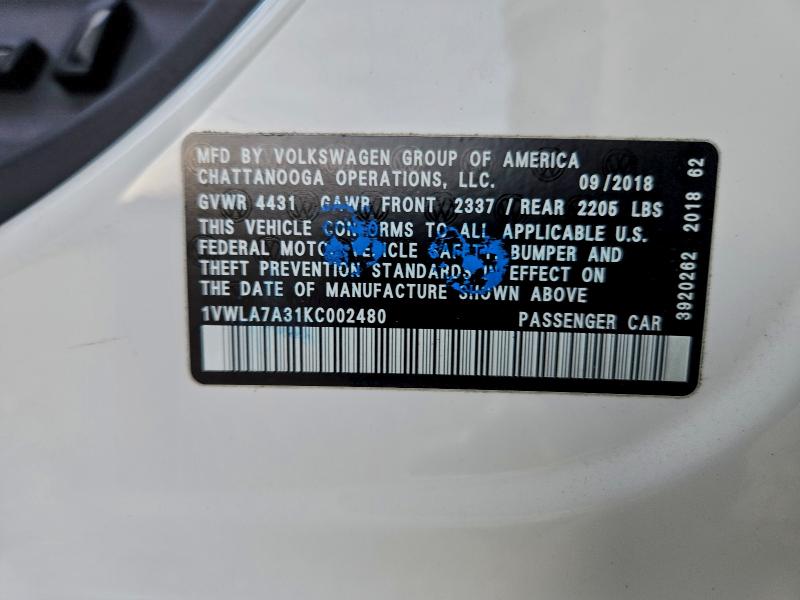 MFD BY VOLKSWAGEN GROUP OF AMERICA
CHATTANOOGA OPERATIONS, LLC. 09/2018
GVWR 4431 GAWR FRONT 2337 / REAR 2205 LBS
THIS VEHICLE CONFORMS TO ALL APPLICABLE U.S.
FEDERAL MOTOR VEHICLE SAFETY, BUMPER AND
THEFT PREVENTION STANDARDS IN EFFECT ON
THE DATE OF MANUFACTURE SHOWN ABOVE
1VWLA7A31KC002480 PASSENGER CAR
3920262 2018 62